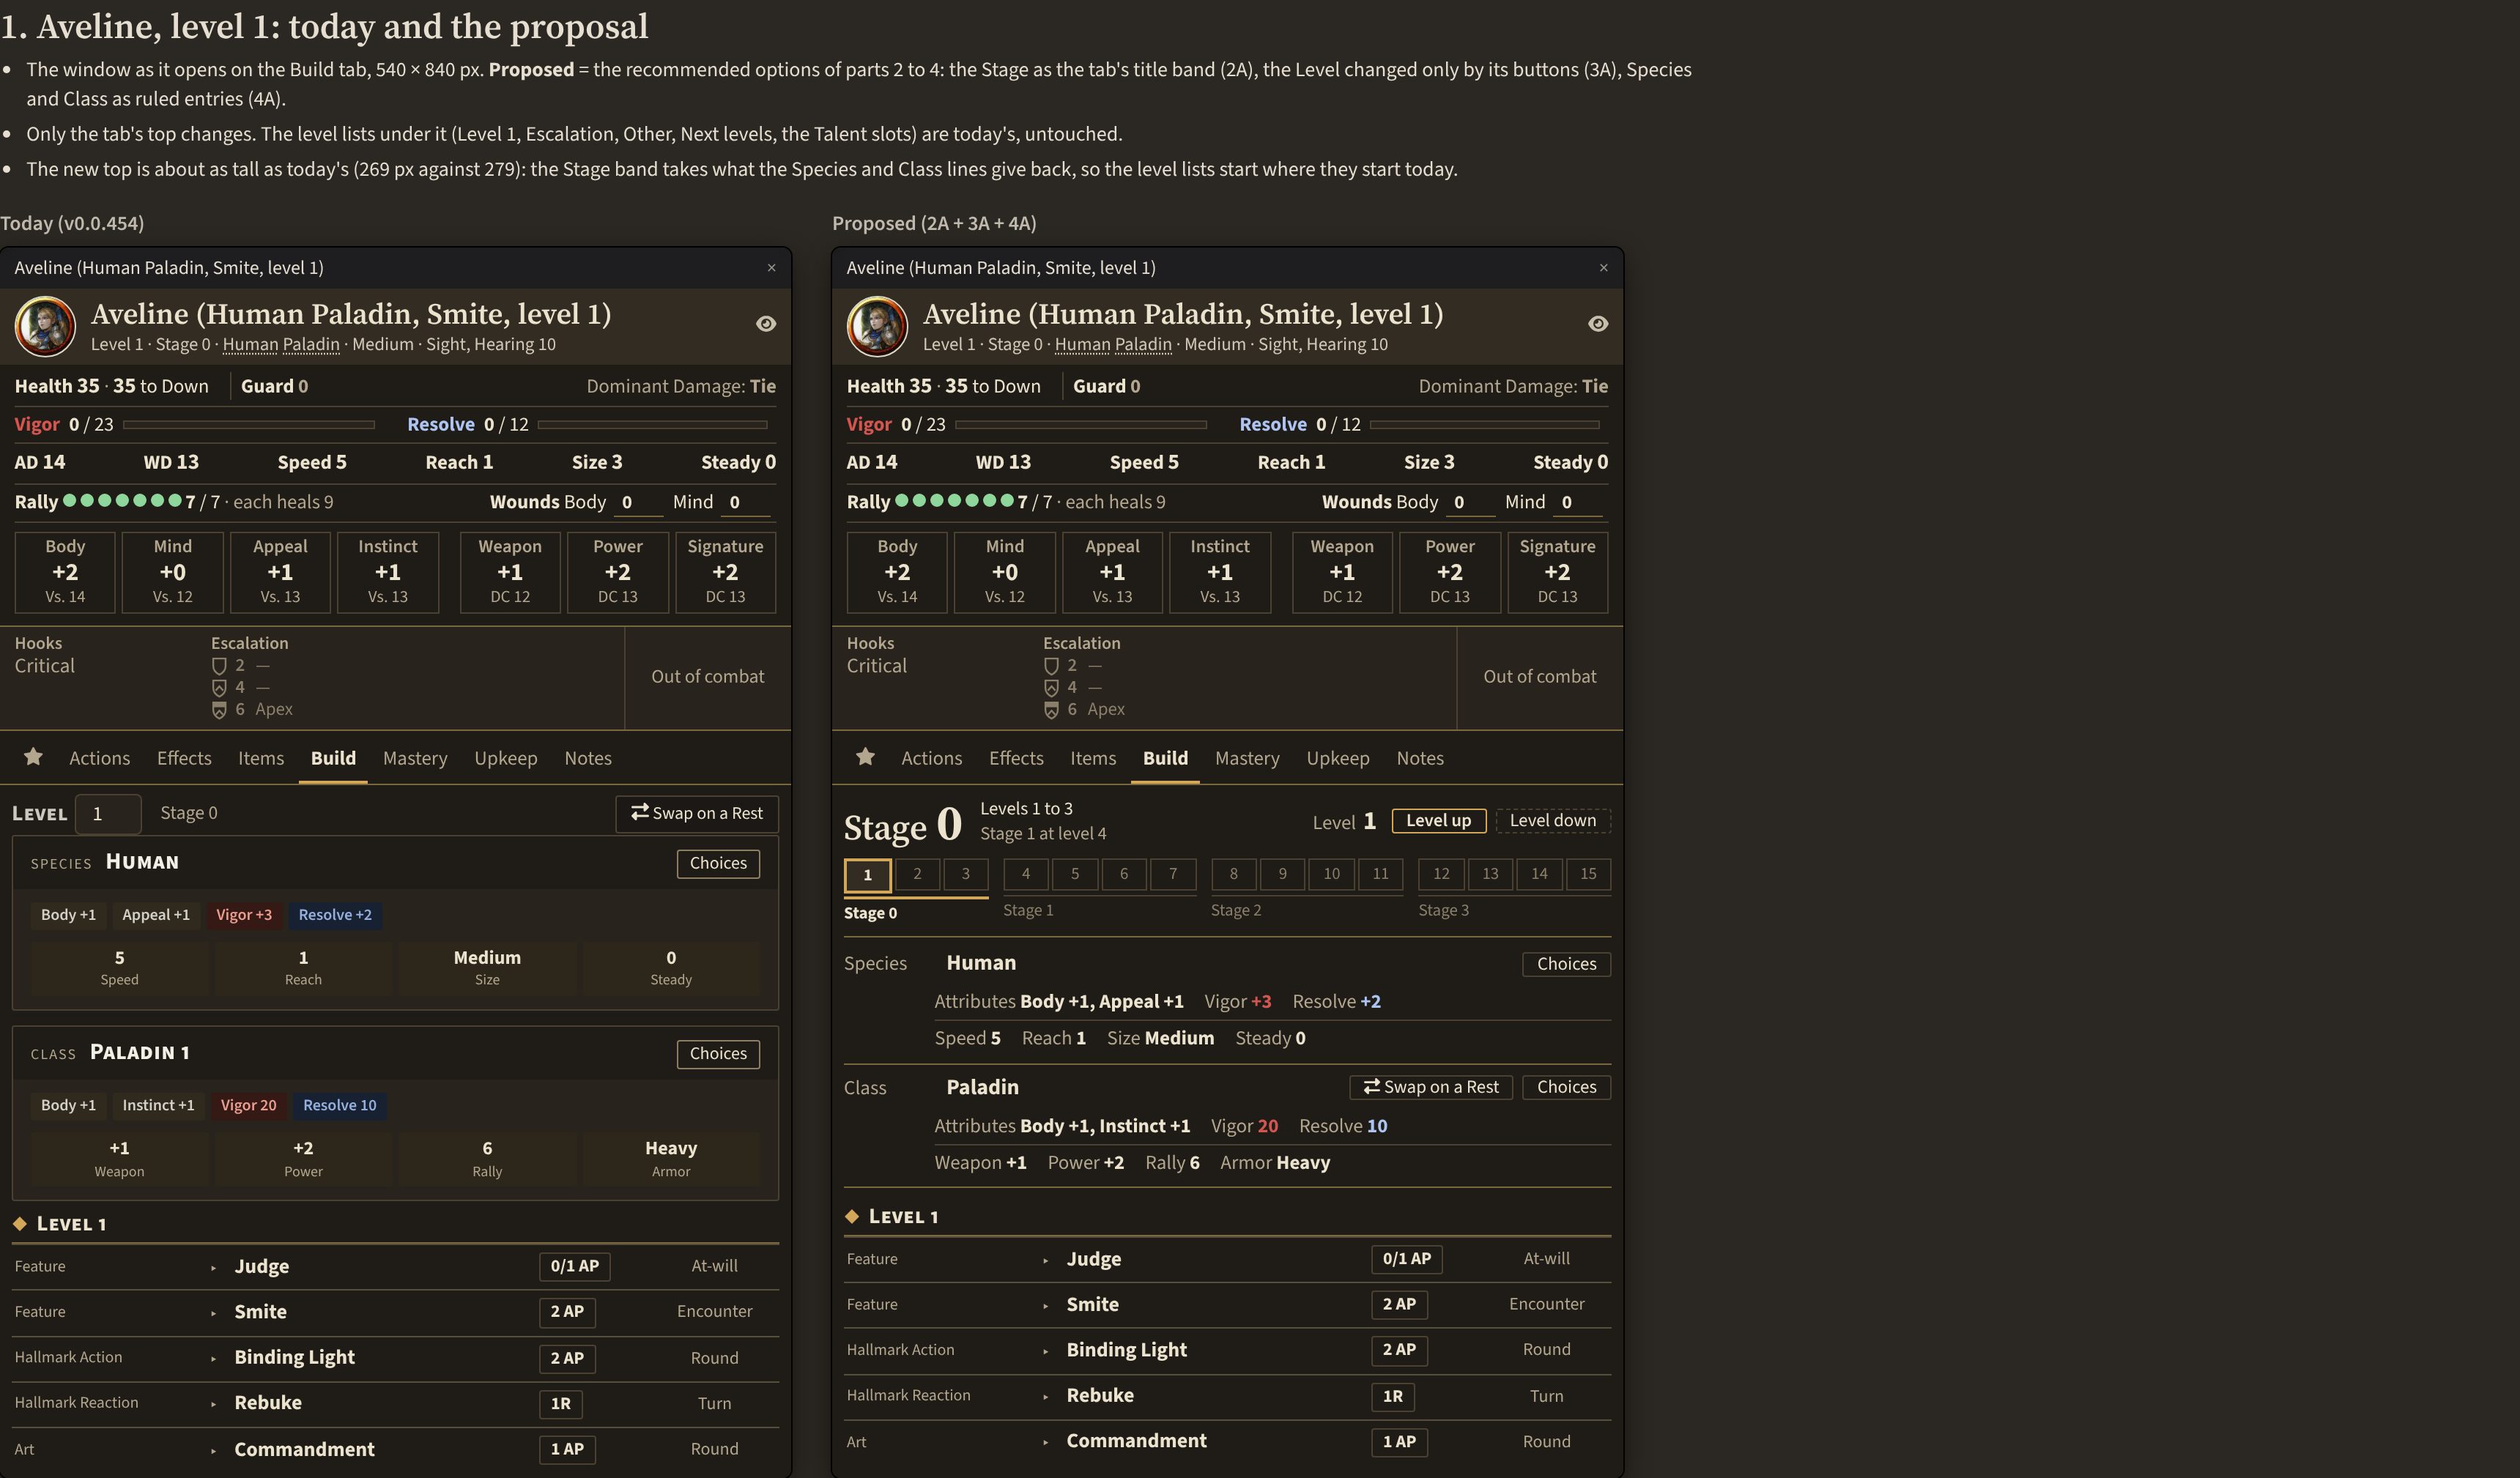 1. Aveline, level 1: today and the proposal
• The window as it opens on the Build tab, 540 × 840 px. Proposed = the recommended options of parts 2 to 4: the Stage as the tab's title band (2A), the Level changed only by its buttons (3A), Species
and Class as ruled entries (4A).
• Only the tab's top changes. The level lists under it (Level 1, Escalation, Other, Next levels, the Talent slots) are today's, untouched.
• The new top is about as tall as today's (269 px against 279): the Stage band takes what the Species and Class lines give back, so the level lists start where they start today.
Today (v0.0.454)
Aveline (Human Paladin, Smite, level 1) ×
Aveline (Human Paladin, Smite, level 1)
Level 1 · Stage 0 · Human Paladin · Medium · Sight, Hearing 10
Health 35 · 35 to Down Guard 0 Dominant Damage: Tie
Vigor 0 / 23 Resolve 0 / 12
AD 14 WD 13 Speed 5 Reach 1 Size 3 Steady 0
Rally 7 / 7 · each heals 9 Wounds Body 0 Mind 0
Body Mind Appeal Instinct Weapon Power Signature
+2 +0 +1 +1 +1 +2 +2
Vs. 14 Vs. 12 Vs. 13 Vs. 13 DC 12 DC 13 DC 13
Hooks Escalation
Critical 2 —
4 —
6 Apex
Out of combat
Actions Effects Items Build Mastery Upkeep Notes
LEVEL 1 Stage 0 Swap on a Rest
SPECIES HUMAN Choices
Body +1 Appeal +1 Vigor +3 Resolve +2
5 1 Medium 0
Speed Reach Size Steady
CLASS PALADIN 1 Choices
Body +1 Instinct +1 Vigor 20 Resolve 10
+1 +2 6 Heavy
Weapon Power Rally Armor
LEVEL 1
Feature Judge 0/1 AP At-will
Feature Smite 2 AP Encounter
Hallmark Action Binding Light 2 AP Round
Hallmark Reaction Rebuke 1R Turn
Art Commandment 1 AP Round
Proposed (2A + 3A + 4A)
Aveline (Human Paladin, Smite, level 1) ×
Aveline (Human Paladin, Smite, level 1)
Level 1 · Stage 0 · Human Paladin · Medium · Sight, Hearing 10
Health 35 · 35 to Down Guard 0 Dominant Damage: Tie
Vigor 0 / 23 Resolve 0 / 12
AD 14 WD 13 Speed 5 Reach 1 Size 3 Steady 0
Rally 7 / 7 · each heals 9 Wounds Body 0 Mind 0
Body Mind Appeal Instinct Weapon Power Signature
+2 +0 +1 +1 +1 +2 +2
Vs. 14 Vs. 12 Vs. 13 Vs. 13 DC 12 DC 13 DC 13
Hooks Escalation
Critical 2 —
4 —
6 Apex
Out of combat
Actions Effects Items Build Mastery Upkeep Notes
Stage 0 Levels 1 to 3
Stage 1 at level 4
Level 1 Level up Level down
1 2 3 4 5 6 7 8 9 10 11 12 13 14 15
Stage 0 Stage 1 Stage 2 Stage 3
Species Human Choices
Attributes Body +1, Appeal +1 Vigor +3 Resolve +2
Speed 5 Reach 1 Size Medium Steady 0
Class Paladin Swap on a Rest Choices
Attributes Body +1, Instinct +1 Vigor 20 Resolve 10
Weapon +1 Power +2 Rally 6 Armor Heavy
LEVEL 1
Feature Judge 0/1 AP At-will
Feature Smite 2 AP Encounter
Hallmark Action Binding Light 2 AP Round
Hallmark Reaction Rebuke 1R Turn
Art Commandment 1 AP Round